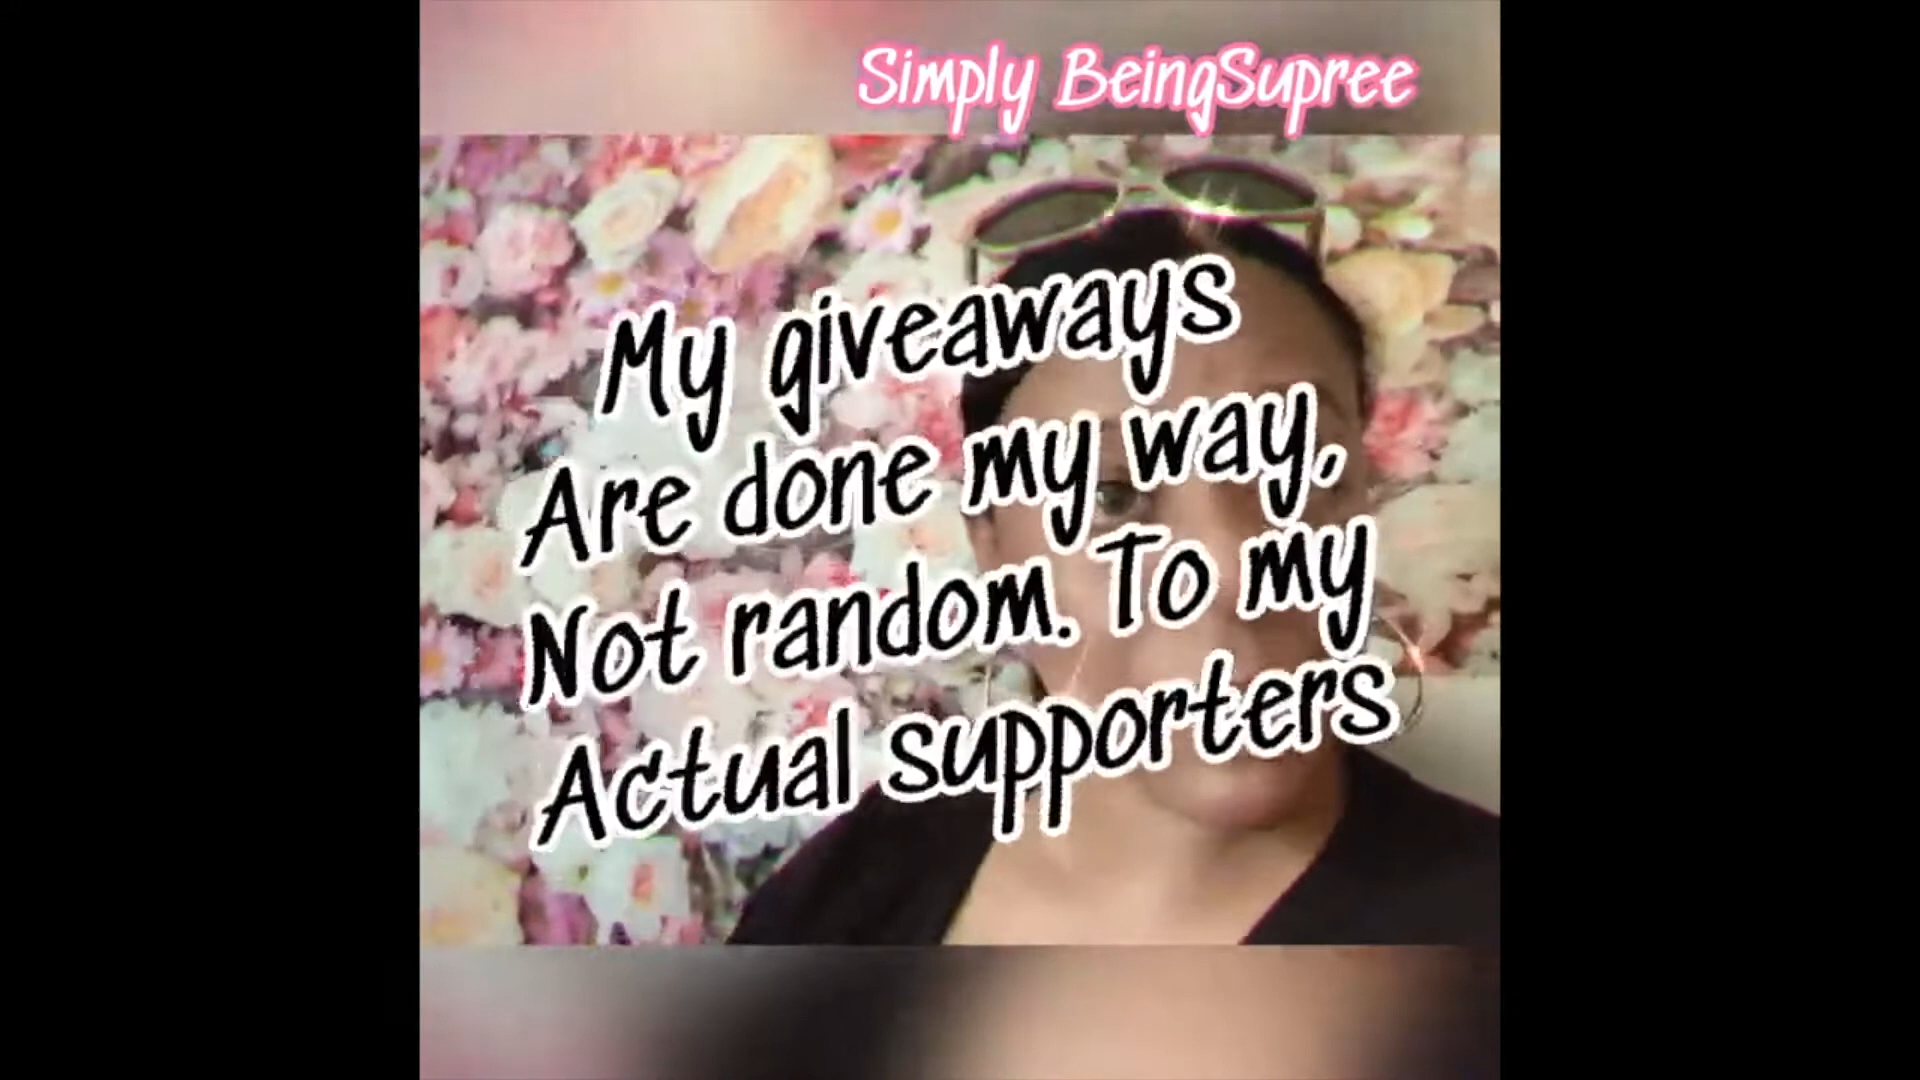 Simply BeingSupree
My giveaways
Are done my way,
Not random. To my
Actual supporters